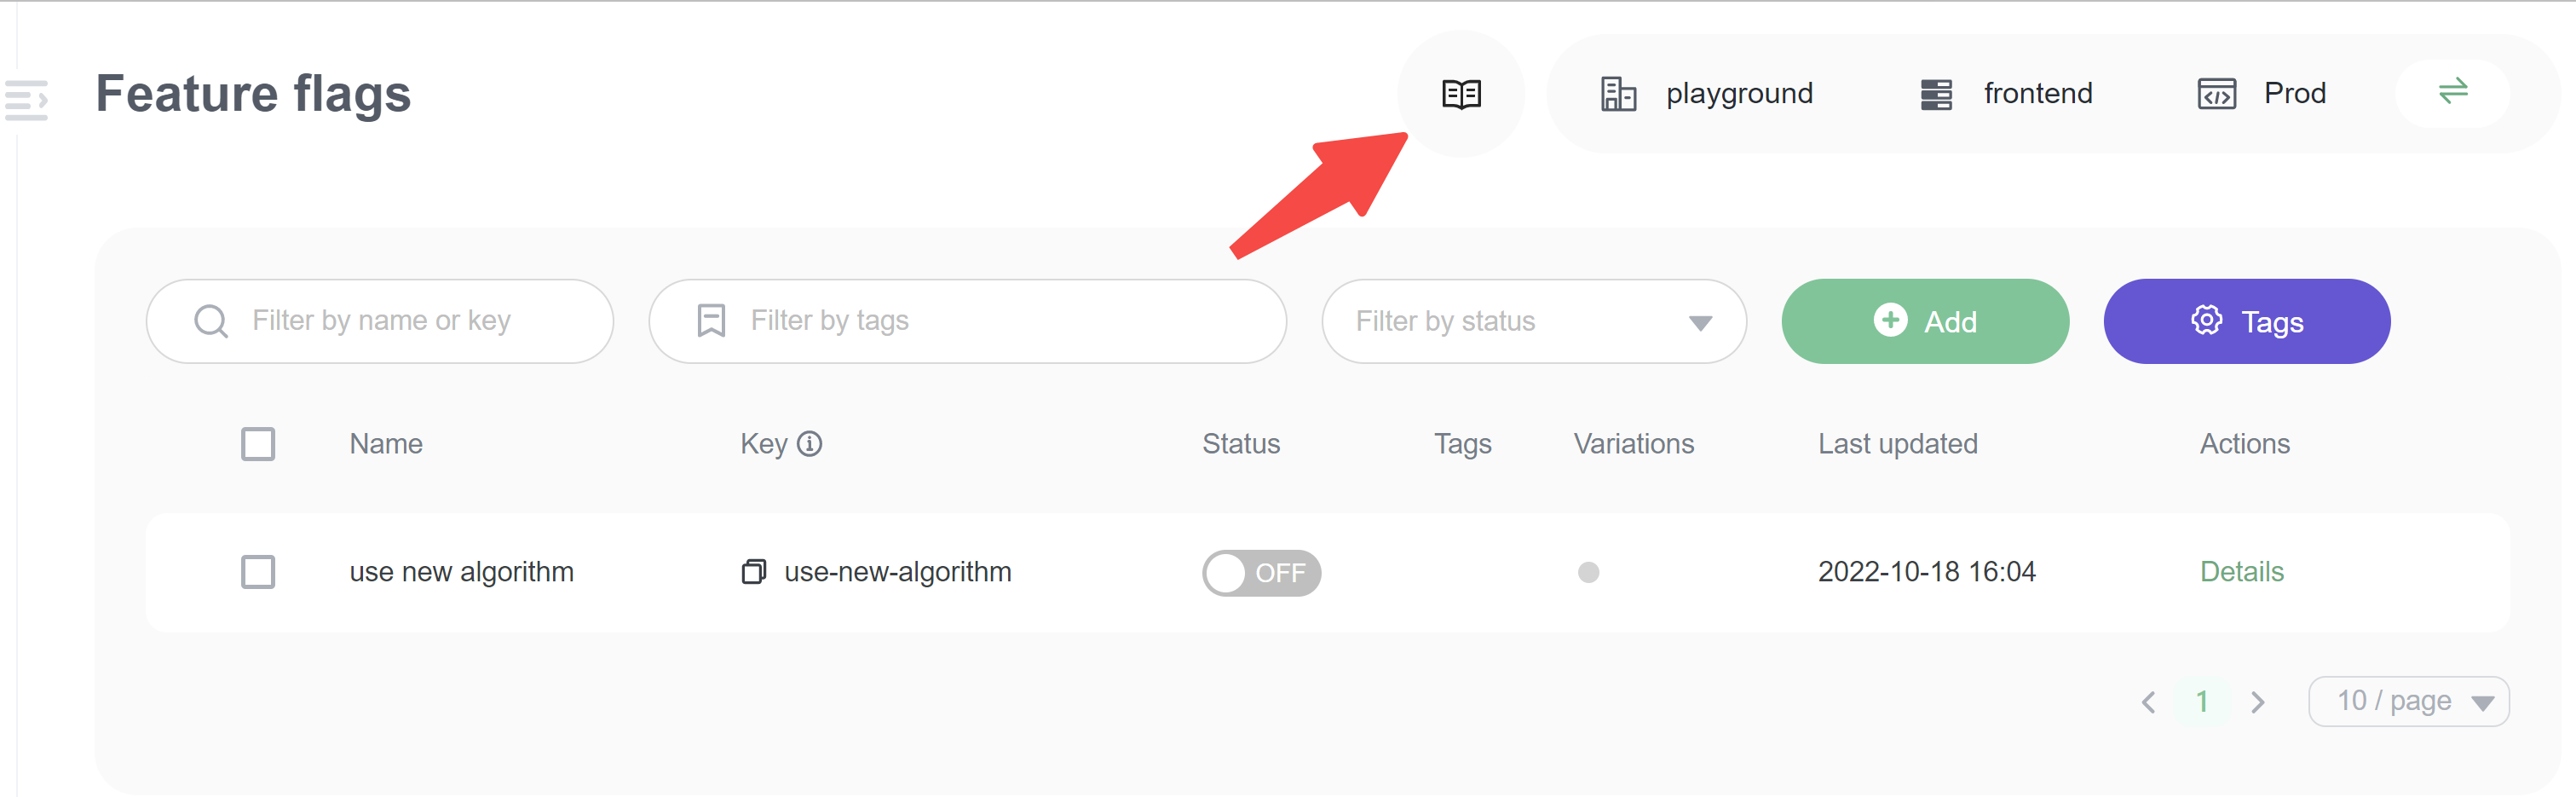 Feature flags
playground frontend Prod
Filter by name or key Filter by tags Filter by status Add Tags
Name Key Status Tags Variations Last updated Actions
use new algorithm use-new-algorithm OFF 2022-10-18 16:04 Details
1 10 / page